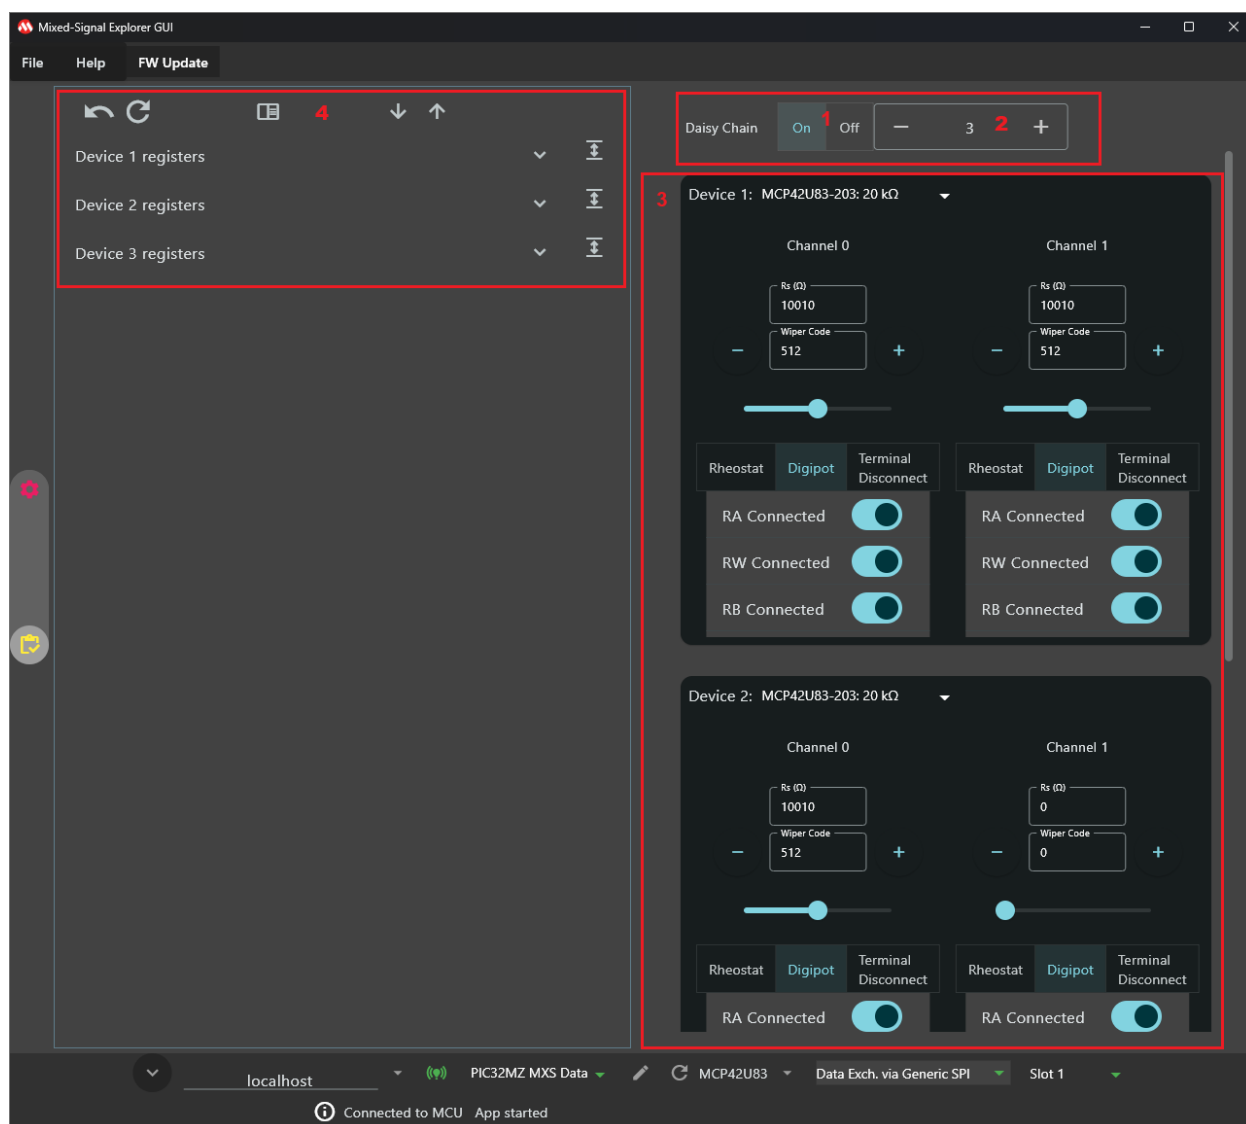 Mixed-Signal Explorer GUI
File Help FW Update
4
Device 1 registers
Device 2 registers
Device 3 registers
Daisy Chain On 1 Off − 3 2 +
3
Device 1: MCP42U83-203: 20 kΩ
Channel 0 Channel 1
Rs (Ω) Rs (Ω)
10010 10010
Wiper Code Wiper Code
− 512 + − 512 +
Rheostat Digipot Terminal Disconnect Rheostat Digipot Terminal Disconnect
RA Connected RA Connected
RW Connected RW Connected
RB Connected RB Connected
Device 2: MCP42U83-203: 20 kΩ
Channel 0 Channel 1
Rs (Ω) Rs (Ω)
10010 0
Wiper Code Wiper Code
− 512 + − 0 +
Rheostat Digipot Terminal Disconnect Rheostat Digipot Terminal Disconnect
RA Connected RA Connected
localhost PIC32MZ MXS Data MCP42U83 Data Exch. via Generic SPI Slot 1
Connected to MCU App started